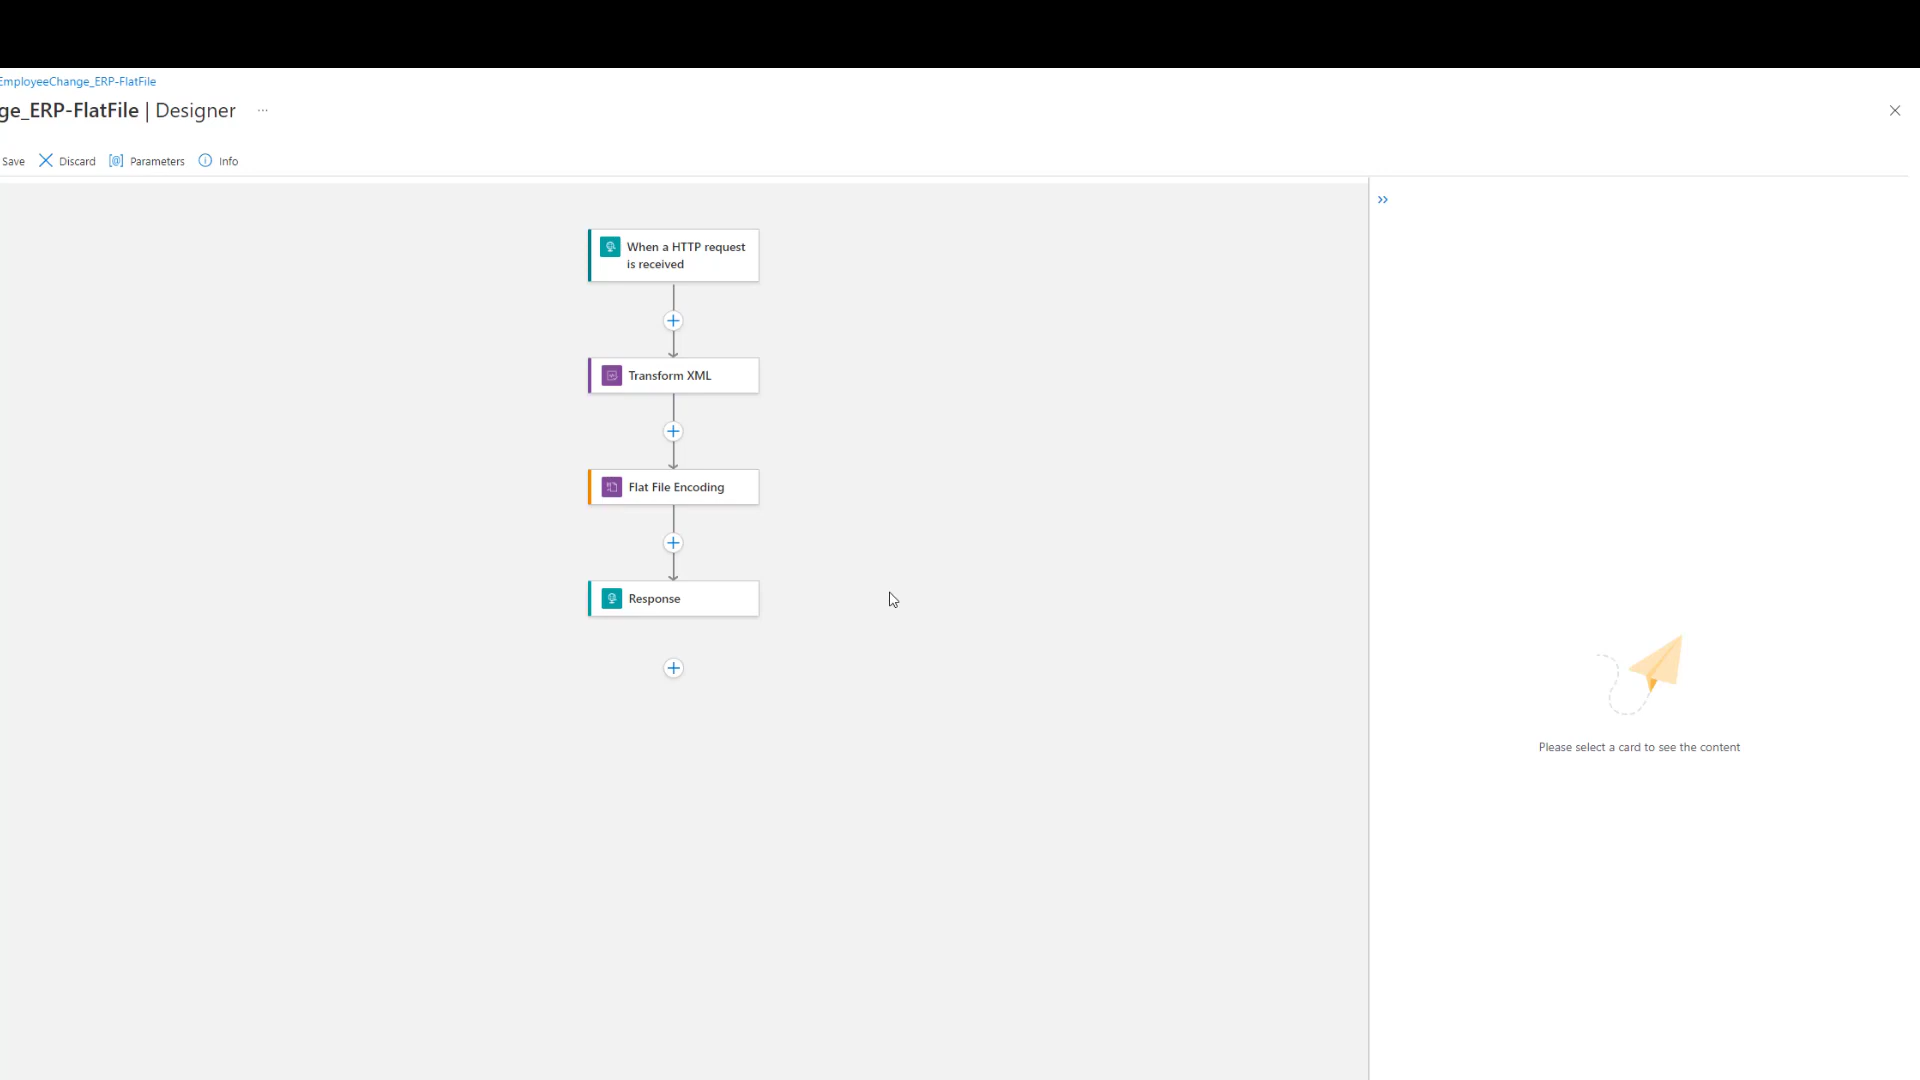 EmployeeChange_ERP-FlatFile
ge_ERP-FlatFile | Designer ...
Save Discard [@] Parameters Info
When a HTTP request
is received
Transform XML
Flat File Encoding
Response
Please select a card to see the content